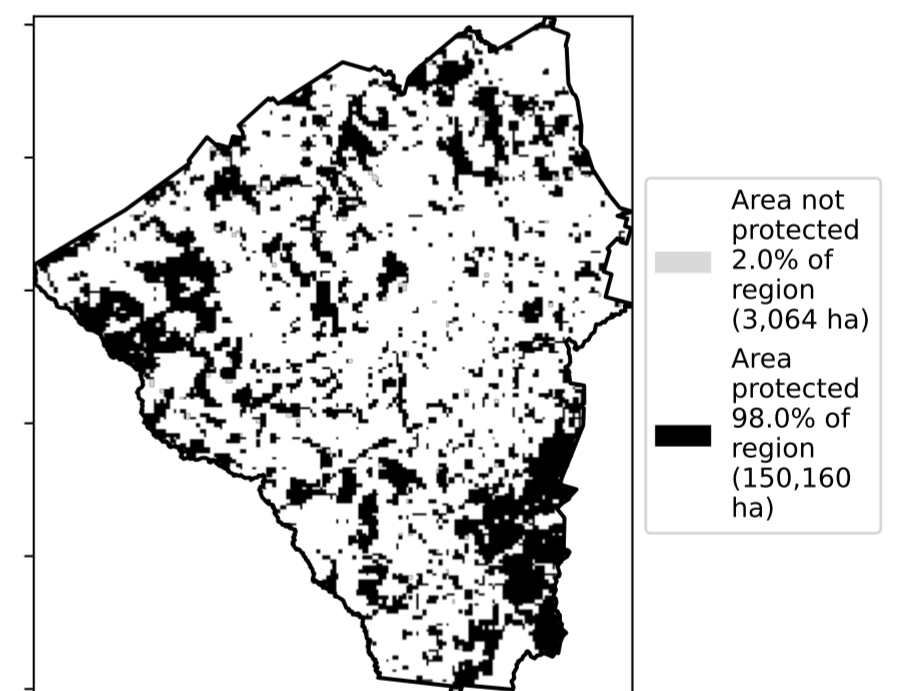 Area not
protected
2.0% of
region
(3,064 ha)
Area
protected
98.0% of
region
(150,160
ha)